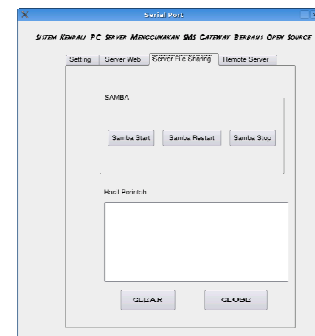 Serial Port
SISTEM KENDALI PC SERVER MENGGUNAKAN SMS GATEWAY BERBASIS OPEN SOURCE
Setting Server Web Server File Sharing Remote Server
SAMBA
Samba Start Samba Restart Samba Stop
Hasil Perintah
CLEAR CLOSE